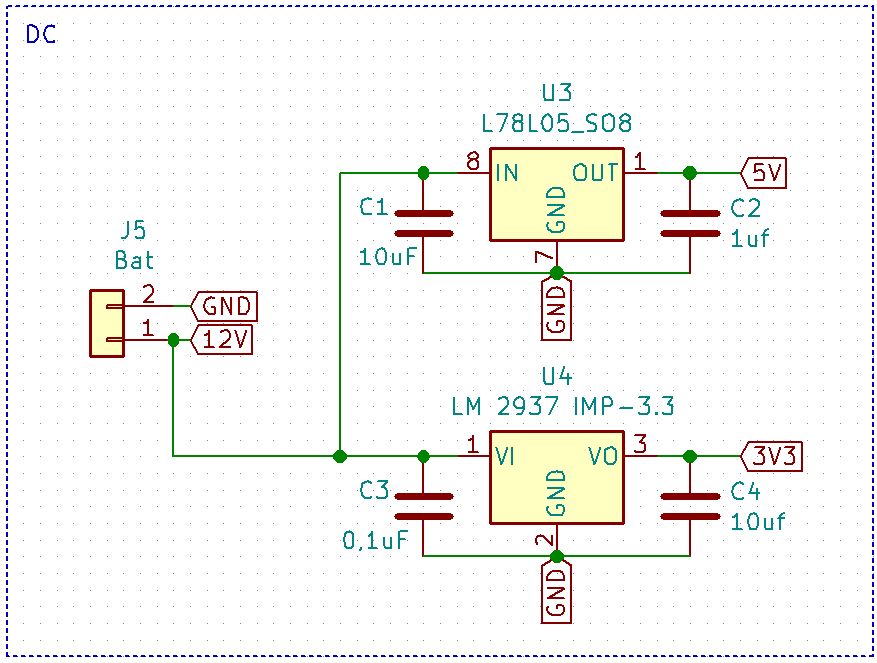 DC
U3
L78L05_SO8
8
IN
OUT
1
5V
GND
7
C1
10uF
C2
1uf
GND
J5
Bat
2
GND
1
12V
U4
LM 2937 IMP-3.3
1
VI
VO
3
3V3
GND
2
C3
0,1uF
C4
10uf
GND